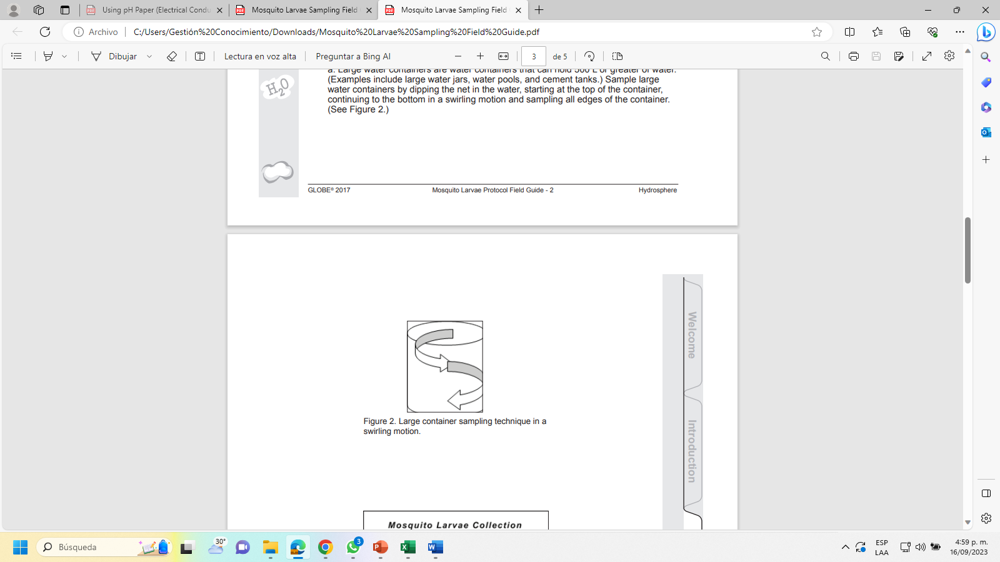 Using pH Paper (Electrical Condu
Mosquito Larvae Sampling Field
Mosquito Larvae Sampling Field
Archivo
C:/Users/Gestión%20Conocimiento/Downloads/Mosquito%20Larvae%20Sampling%20Field%20Guide.pdf
Dibujar
Lectura en voz alta
Preguntar a Bing AI
3
de 5
a. Large water containers are water containers that can hold 500 L or greater of water.
(Examples include large water jars, water pools, and cement tanks.) Sample large
water containers by dipping the net in the water, starting at the top of the container,
continuing to the bottom in a swirling motion and sampling all edges of the container.
(See Figure 2.)
H2O
GLOBE® 2017
Mosquito Larvae Protocol Field Guide - 2
Hydrosphere
Welcome
Introduction
Figure 2. Large container sampling technique in a
swirling motion.
Mosquito Larvae Collection
Búsqueda
30°
3
ESP
LAA
4:59 p. m.
16/09/2023